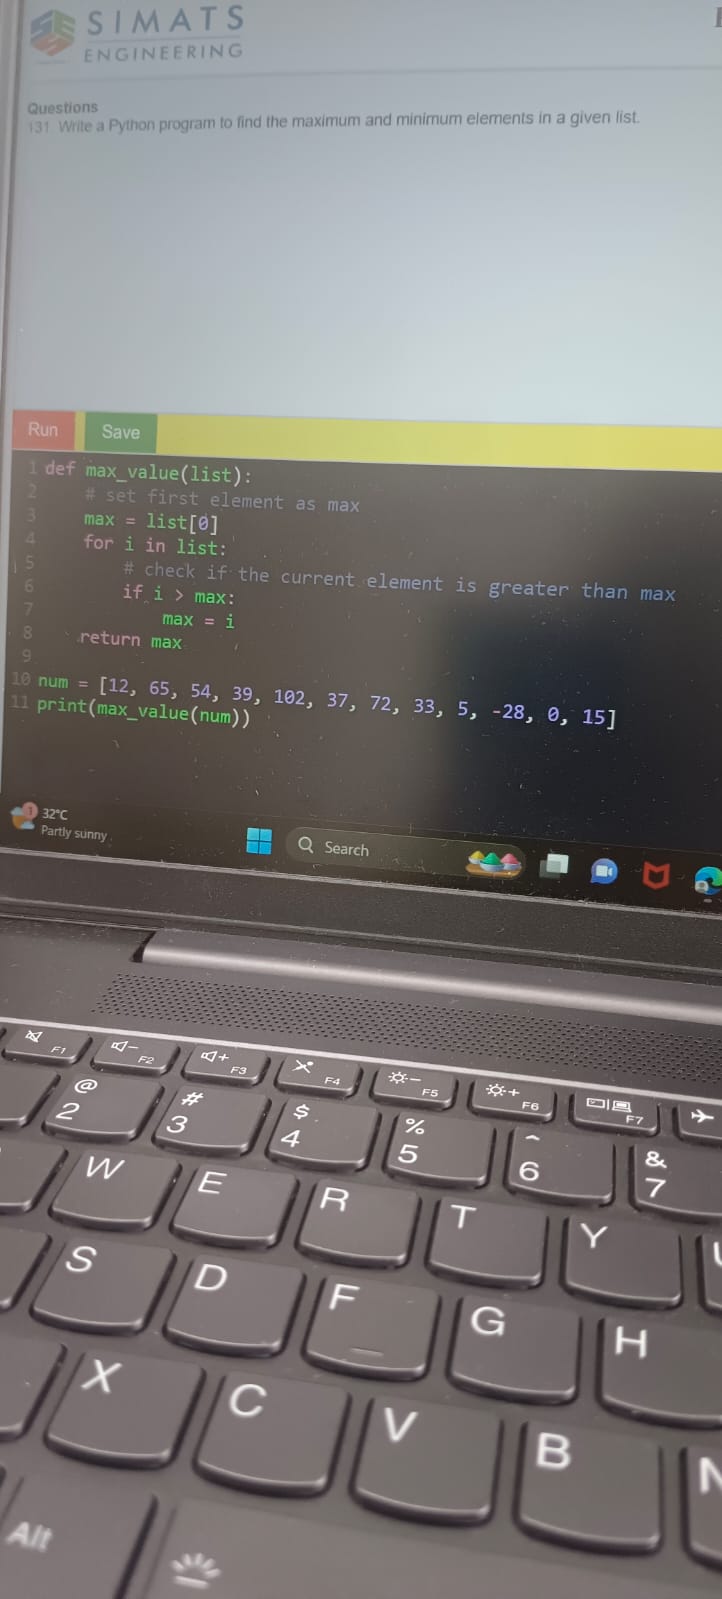 SIMATS
ENGINEERING
Questions
131. Write a Python program to find the maximum and minimum elements in a given list.
Run Save
1 def max_value(list):
2 # set first element as max
3 max = list[0]
4 for i in list:
5 # check if the current element is greater than max
6 if i > max:
7 max = i
8 return max
9
10 num = [12, 65, 54, 39, 102, 37, 72, 33, 5, -28, 0, 15]
11 print(max_value(num))
1 32°C
Partly sunny
Search
F1 F2 F3 F4 F5 F6 F7
@ # $ % ^ &
2 3 4 5 6 7
W E R T Y
S D F G H
X C V B N
Alt